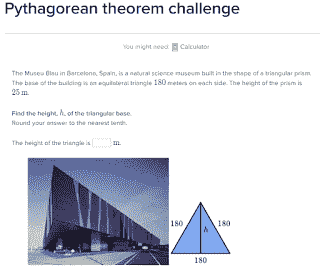 Pythagorean theorem challenge
You might need: Calculator
The Museu Blau in Barcelona, Spain, is a natural science museum built in the shape of a triangular prism.
The base of the building is an equilateral triangle 180 meters on each side. The height of the prism is
25 m.
Find the height, h, of the triangular base.
Round your answer to the nearest tenth.
The height of the triangle is m.
180 180
h
180